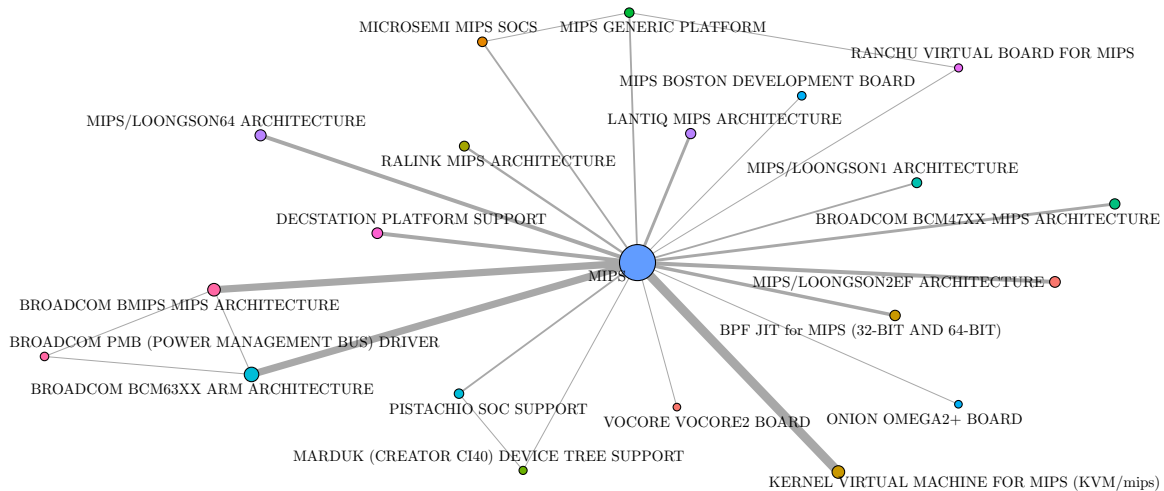 MICROSEMI MIPS SOCS
MIPS GENERIC PLATFORM
RANCHU VIRTUAL BOARD FOR MIPS
MIPS BOSTON DEVELOPMENT BOARD
MIPS/LOONGSON64 ARCHITECTURE
LANTIQ MIPS ARCHITECTURE
RALINK MIPS ARCHITECTURE
MIPS/LOONGSON1 ARCHITECTURE
DECSTATION PLATFORM SUPPORT
BROADCOM BCM47XX MIPS ARCHITECTURE
MIPS
MIPS/LOONGSON2EF ARCHITECTURE
BROADCOM BMIPS MIPS ARCHITECTURE
BPF JIT for MIPS (32-BIT AND 64-BIT)
BROADCOM PMB (POWER MANAGEMENT BUS) DRIVER
BROADCOM BCM63XX ARM ARCHITECTURE
PISTACHIO SOC SUPPORT
VOCORE VOCORE2 BOARD
ONION OMEGA2+ BOARD
MARDUK (CREATOR CI40) DEVICE TREE SUPPORT
KERNEL VIRTUAL MACHINE FOR MIPS (KVM/mips)